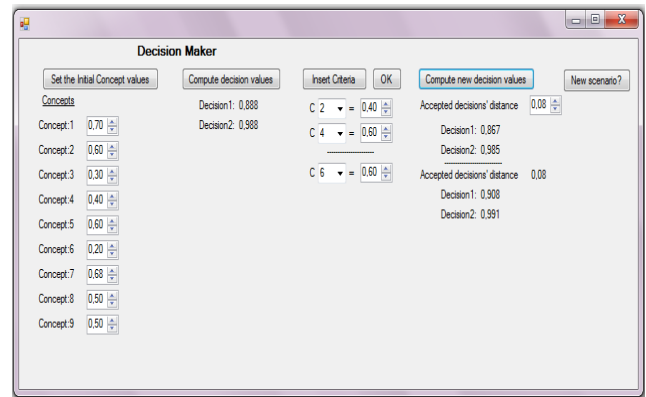 Decision Maker
Set the Initial Concept values
Compute decision values
Insert Criteria
OK
Compute new decision values
New scenario?
Concepts
Concept:1 0,70
Concept:2 0,60
Concept:3 0,30
Concept:4 0,40
Concept:5 0,60
Concept:6 0,20
Concept:7 0,68
Concept:8 0,50
Concept:9 0,50
Decision1: 0,888
Decision2: 0,988
C 2 = 0,40
C 4 = 0,60
--------------------
C 6 = 0,60
Accepted decisions' distance 0,08
Decision1: 0,867
Decision2: 0,985
--------------------
Accepted decisions' distance 0,08
Decision1: 0,908
Decision2: 0,991